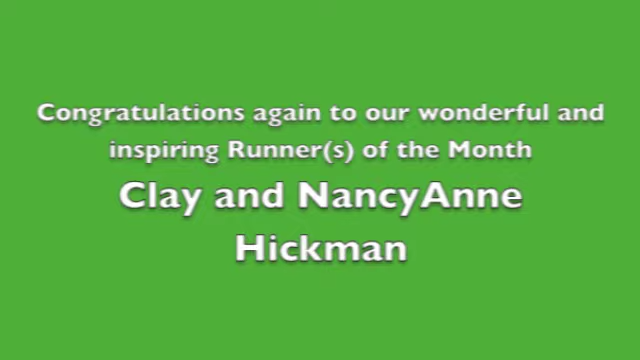 Congratulations again to our wonderful and
inspiring Runner(s) of the Month
Clay and NancyAnne
Hickman